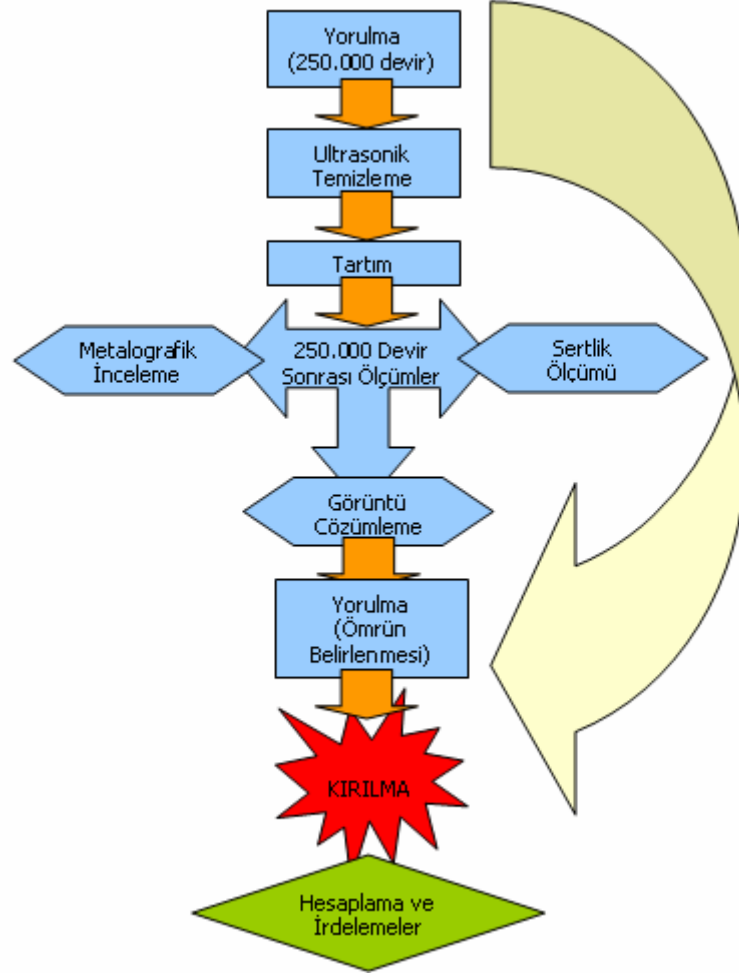 Yorulma
(250.000 devir)
Ultrasonik
Temizleme
Tartım
Metalografik
İnceleme
250.000 Devir
Sonrası Ölçümler
Sertlik
Ölçümü
Görüntü
Çözümleme
Yorulma
(Ömrün
Belirlenmesi)
KIRILMA
Hesaplama ve
İrdelemeler